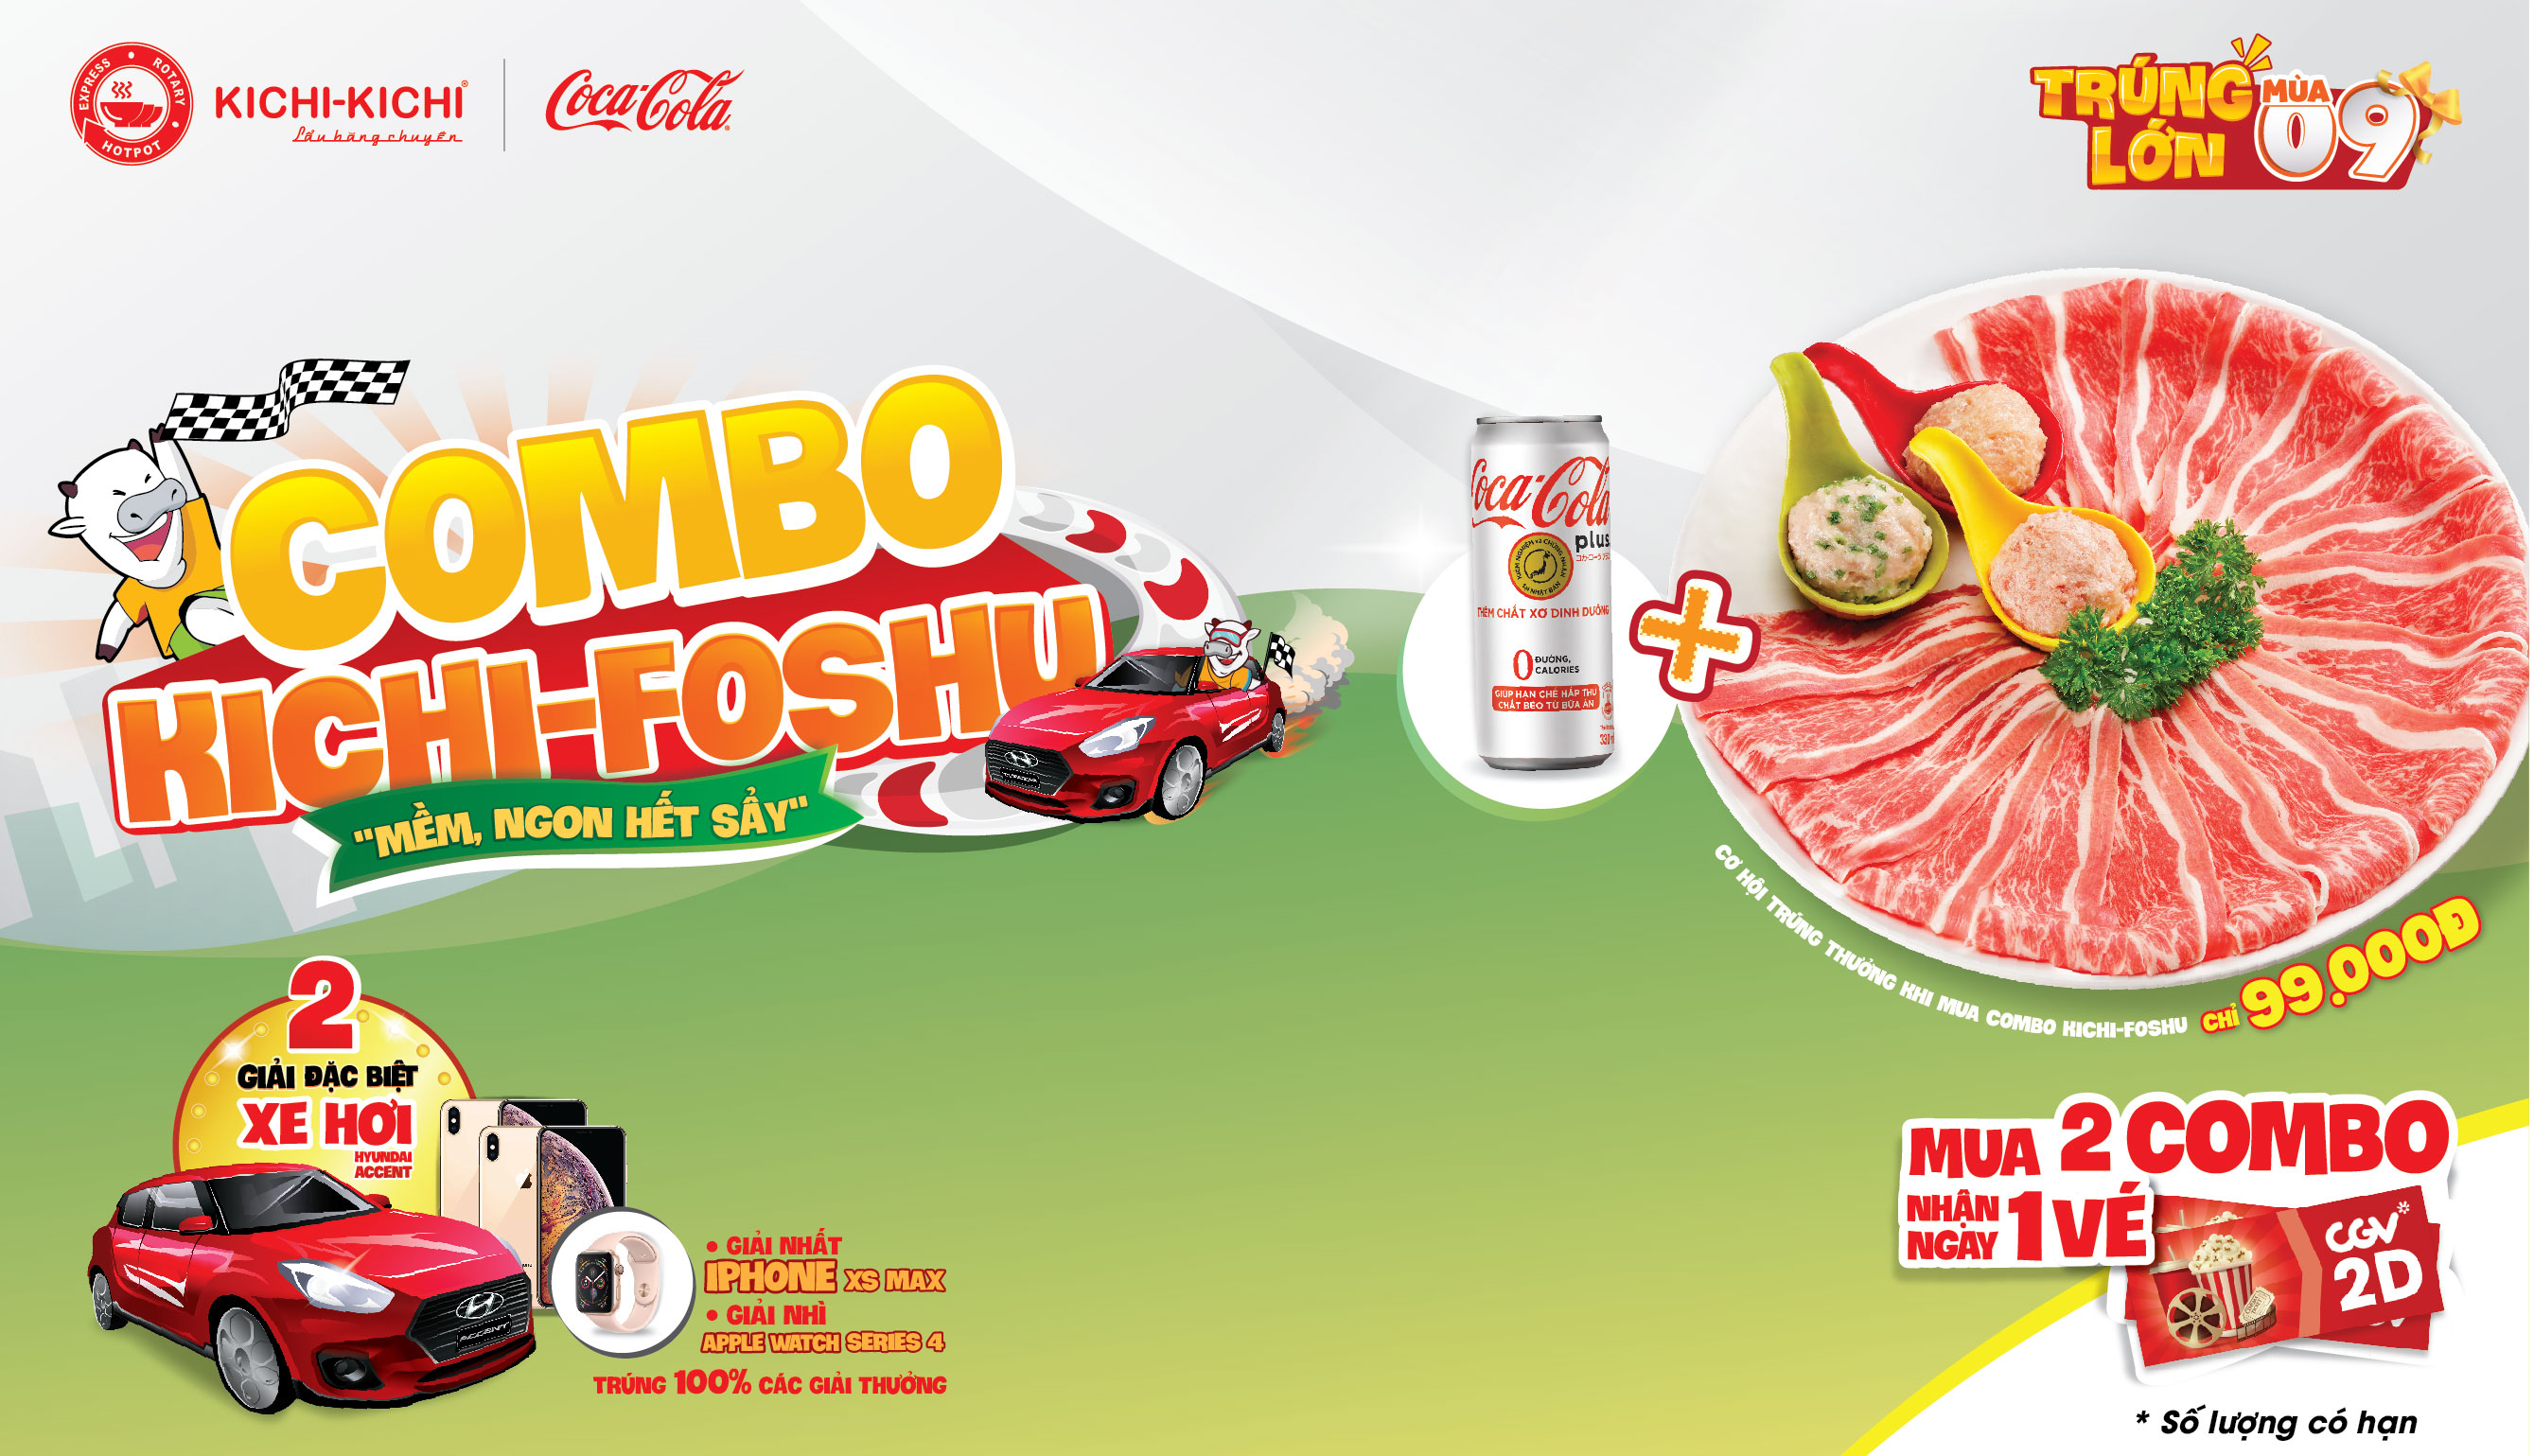 EXPRESS • ROTARY • HOTPOT
KICHI-KICHI®
Lẩu băng chuyền
Coca-Cola®
TRÚNG
LỚN
MÙA
09
COMBO
KICHI-FOSHU
"MỀM, NGON HẾT SẨY"
Coca-Cola
plus
THÊM CHẤT XƠ DINH DƯỠNG
0 ĐƯỜNG,
CALORIES
GIÚP HẠN CHẾ HẤP THU
CHẤT BÉO TỪ BỮA ĂN
CƠ HỘI TRÚNG THƯỞNG KHI MUA COMBO KICHI-FOSHU CHỈ 99.000Đ
2
GIẢI ĐẶC BIỆT
XE HƠI
HYUNDAI
ACCENT
ACCENT
• GIẢI NHẤT
IPHONE XS MAX
• GIẢI NHÌ
APPLE WATCH SERIES 4
TRÚNG 100% CÁC GIẢI THƯỞNG
MUA 2 COMBO
NHẬN
NGAY 1 VÉ
CGV*
2D
* Số lượng có hạn